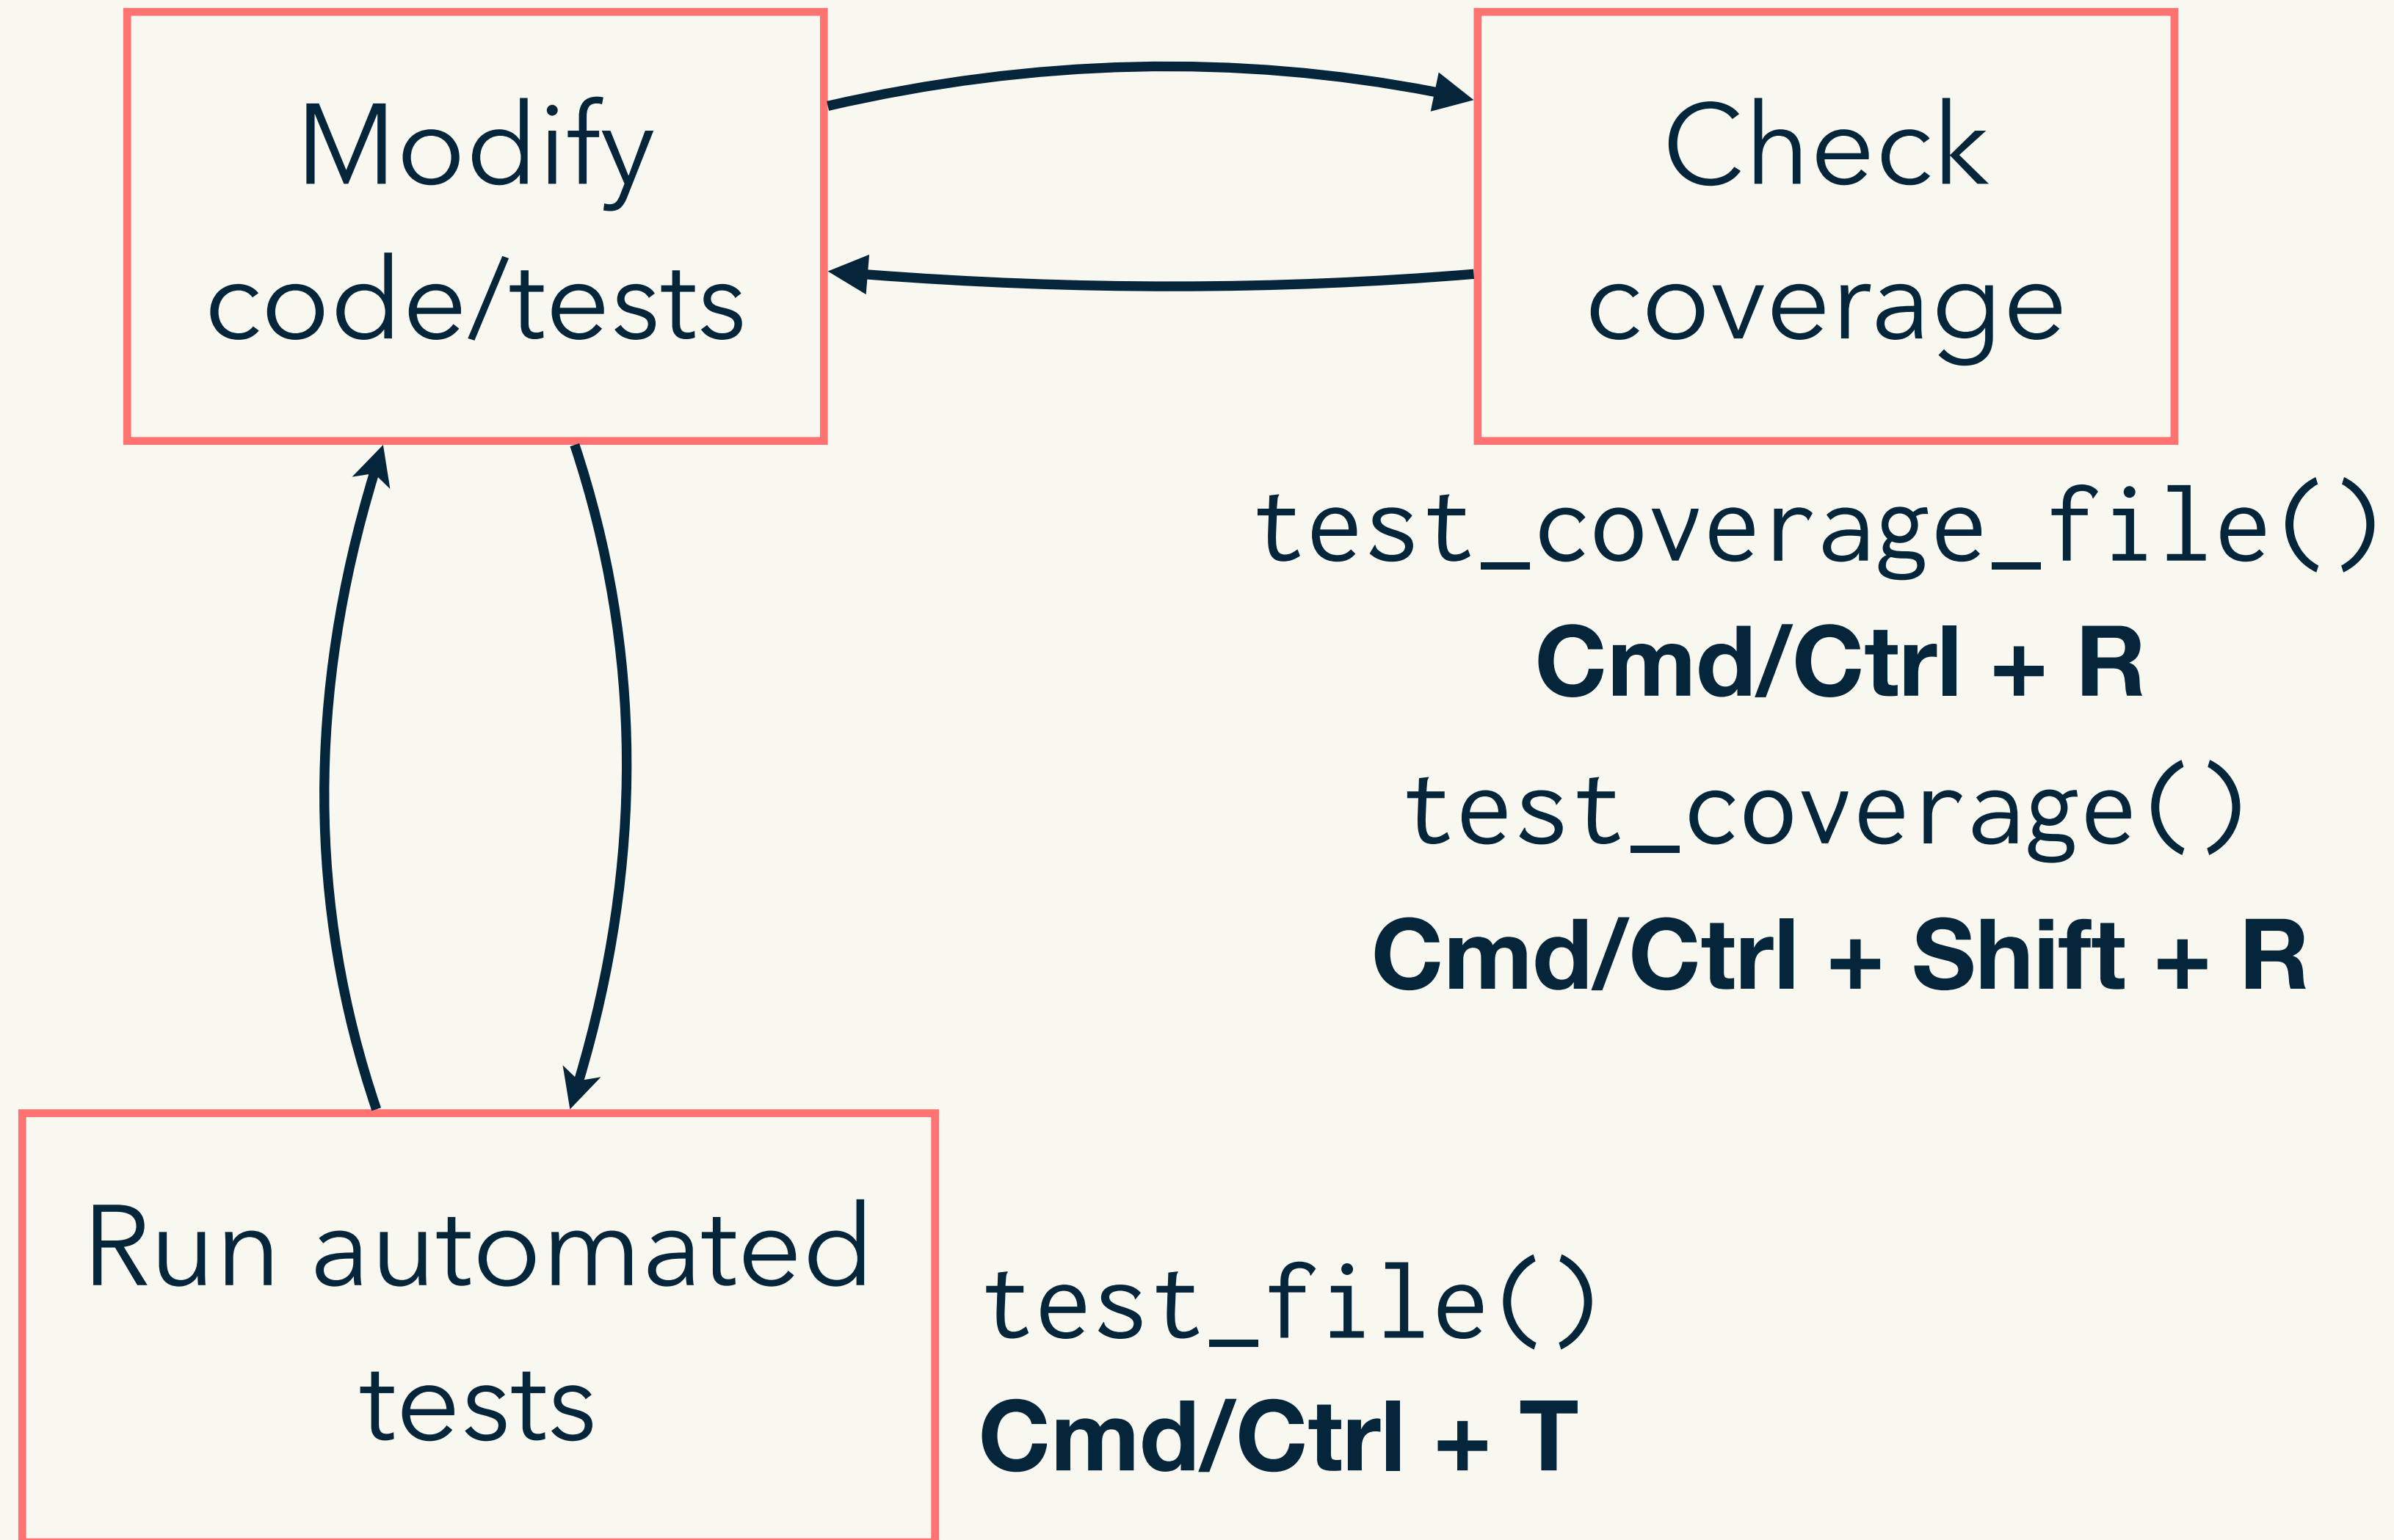 Modify
code/tests
Check
coverage
test_coverage_file()
Cmd/Ctrl + R
test_coverage()
Cmd/Ctrl + Shift + R
Run automated
tests
test_file()
Cmd/Ctrl + T